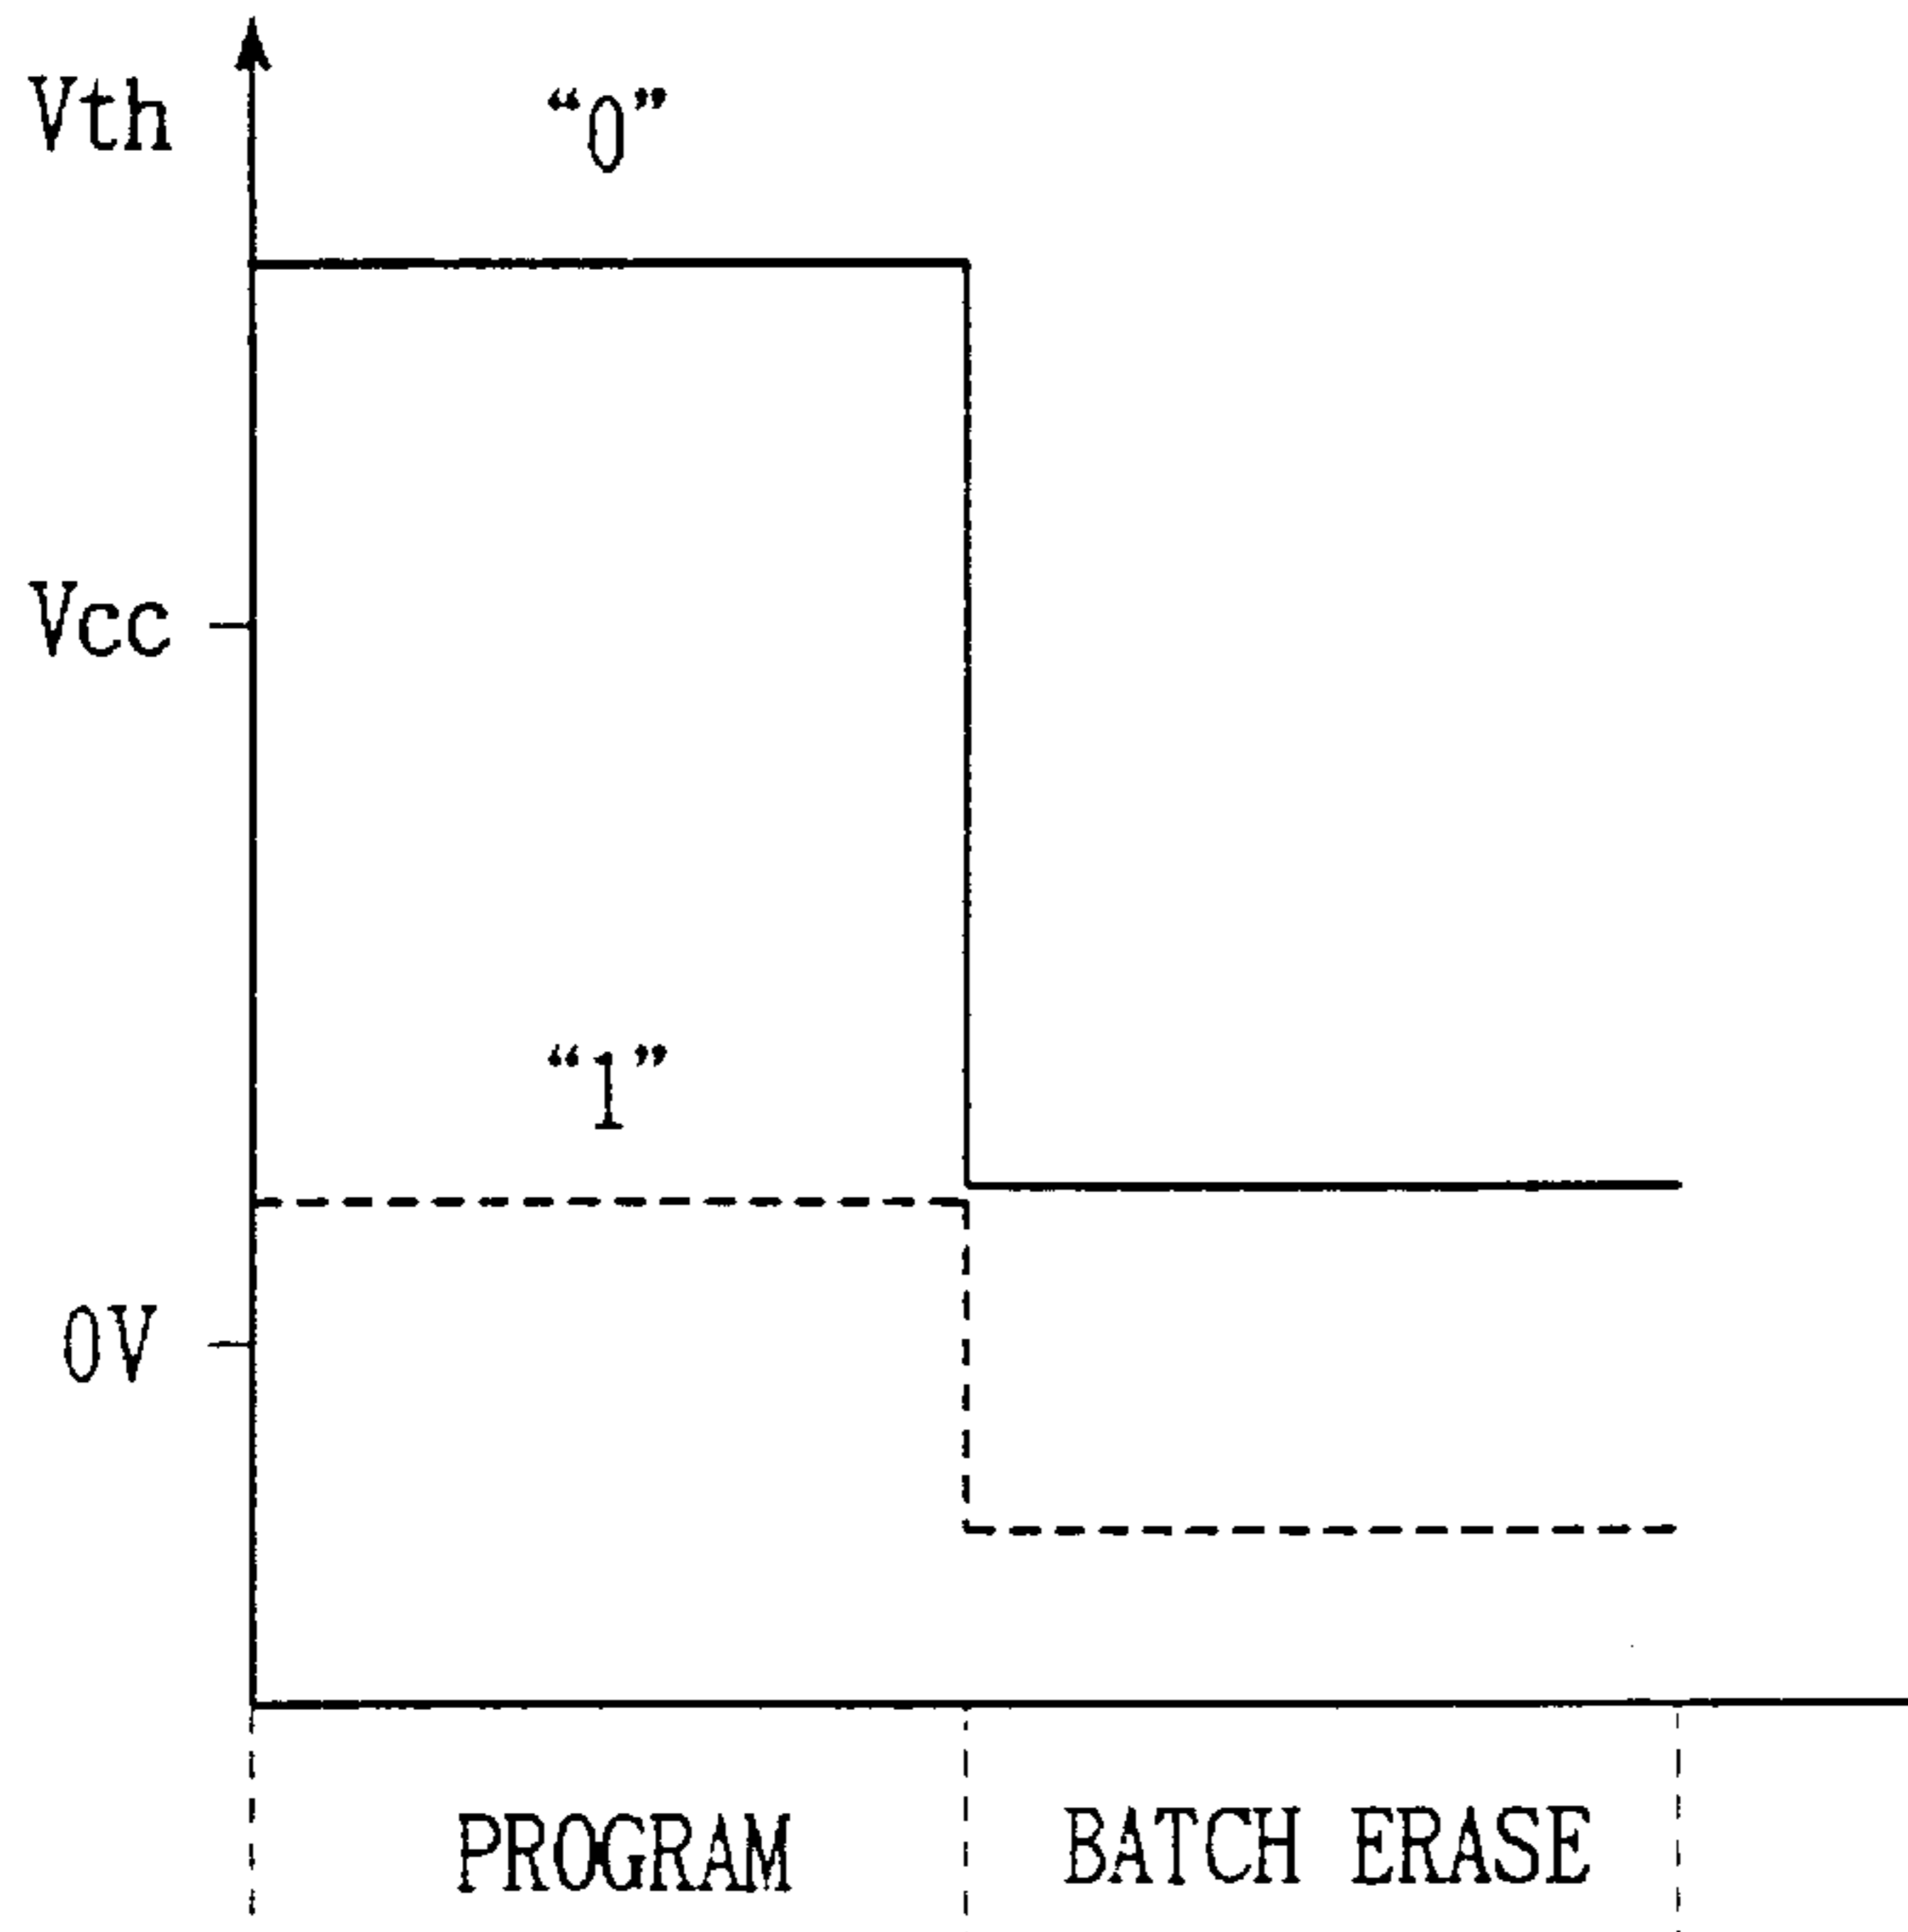 Vth
“0”
Vcc
“1”
0V
PROGRAM
BATCH ERASE